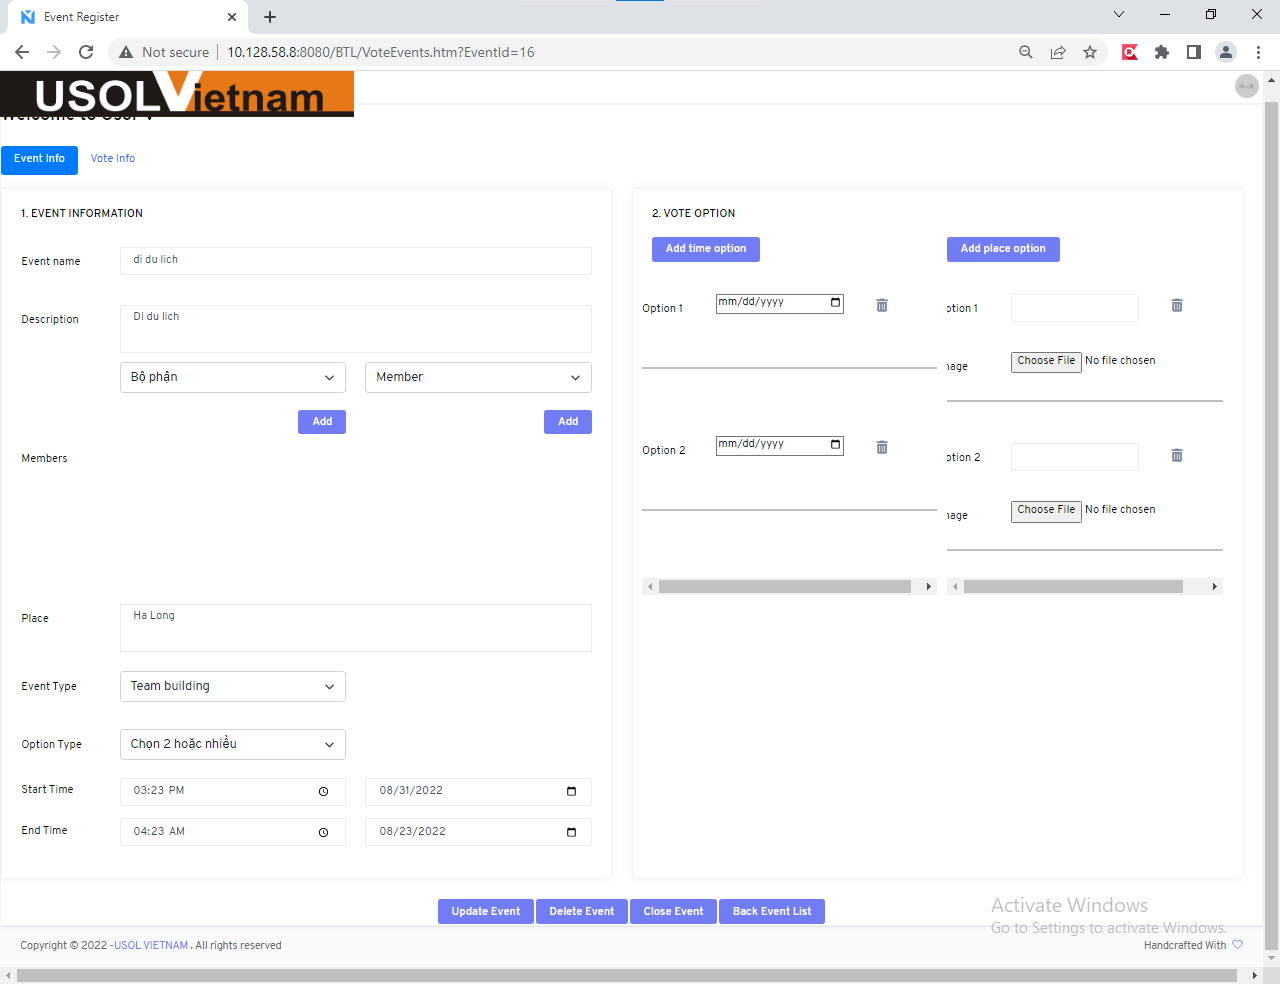 Event Register
Not secure
10.128.58.8:8080/BTL/VoteEvents.htm?EventId=16
USOL Vietnam
Welcome to Usol V
Event Info
Vote Info
1. EVENT INFORMATION
Event name
di du lich
Description
Di du lich
Bộ phận
Member
Add
Add
Members
Place
Ha Long
Event Type
Team building
Option Type
Chọn 2 hoặc nhiều
Start Time
03:23 PM
08/31/2022
End Time
04:23 AM
08/23/2022
2. VOTE OPTION
Add time option
Add place option
Option 1
mm/dd/yyyy
ption 1
nage
Choose File No file chosen
Option 2
mm/dd/yyyy
ption 2
nage
Choose File No file chosen
Update Event
Delete Event
Close Event
Back Event List
Activate Windows
Go to Settings to activate Windows.
Copyright © 2022 -USOL VIETNAM . All rights reserved
Handcrafted With